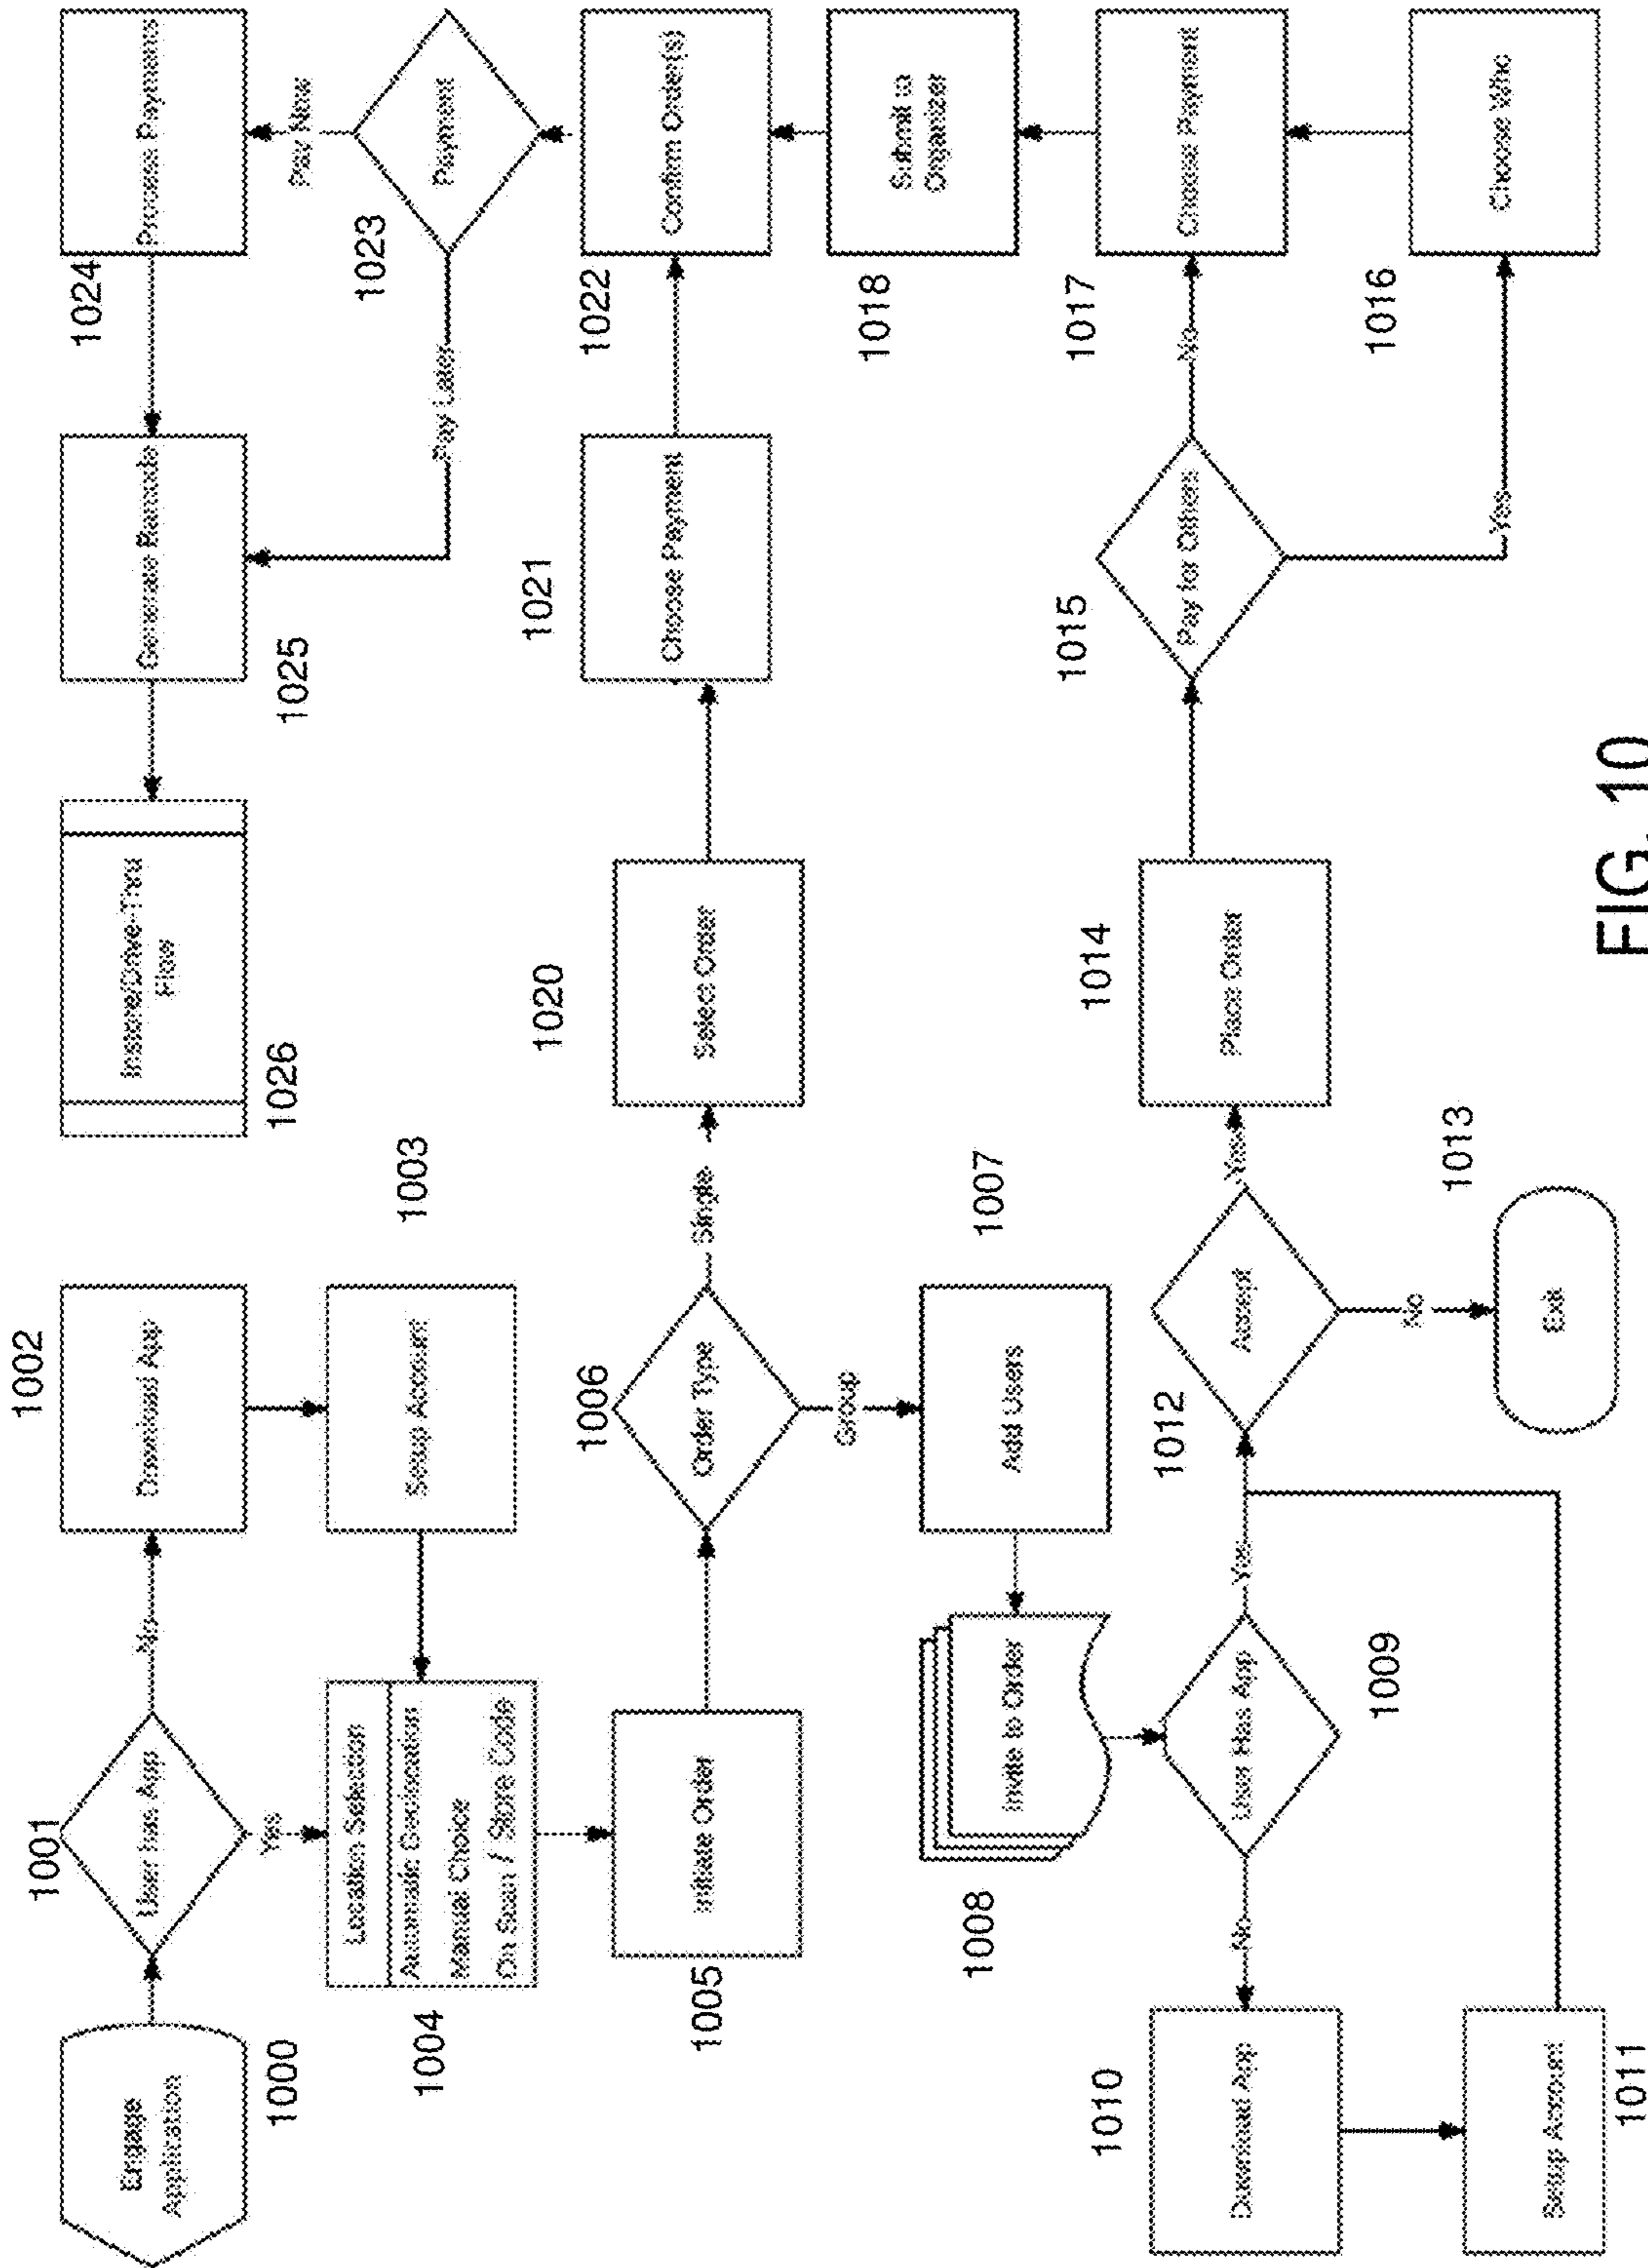 Engage
Application
1000
User has App
1001
No
Yes
Download App
1002
Setup Account
1003
Location Selection
Automatic Geolocation
Manual Choice
On Scan / Store Code
1004
Initiate Order
1005
Order Type
1006
Single
Group
Add Users
1007
Invite to Order
1008
User Has App
1009
No
Yes
Download App
1010
Setup Account
1011
Accept
1012
Yes
No
Exit
1013
Place Order
1014
Pay for Others
1015
No
Yes
Choose Who
1016
Choose Payment
1017
Submit to
Organizer
1018
Select Order
1020
Choose Payment
1021
Confirm Order(s)
1022
Payment
1023
Pay Now
Pay Later
Process Payments
1024
Generate Barcode
1025
Instore/Drive-Thru
Flow
1026
FIG. 10